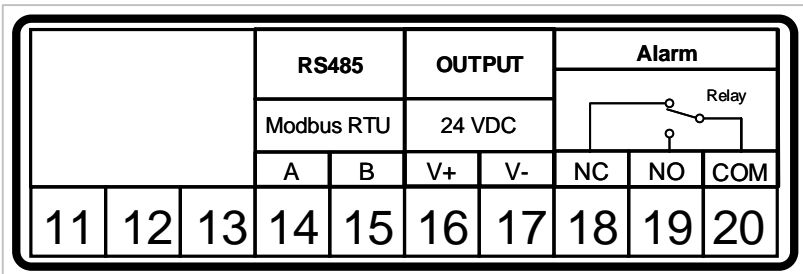 RS485 OUTPUT Alarm
Relay
Modbus RTU 24 VDC
A B V+ V- NC NO COM
11 12 13 14 15 16 17 18 19 20